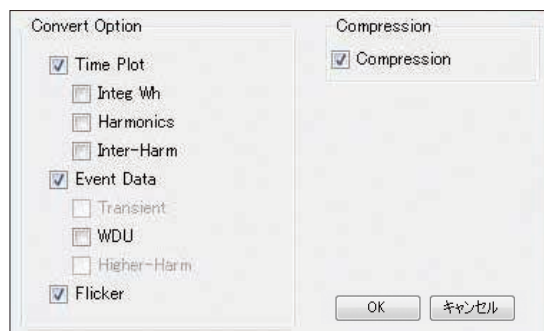 Convert Option
Time Plot
Integ Wh
Harmonics
Inter-Harm
Event Data
Transient
WDU
Higher-Harm
Flicker
Compression
Compression
OK
キャンセル